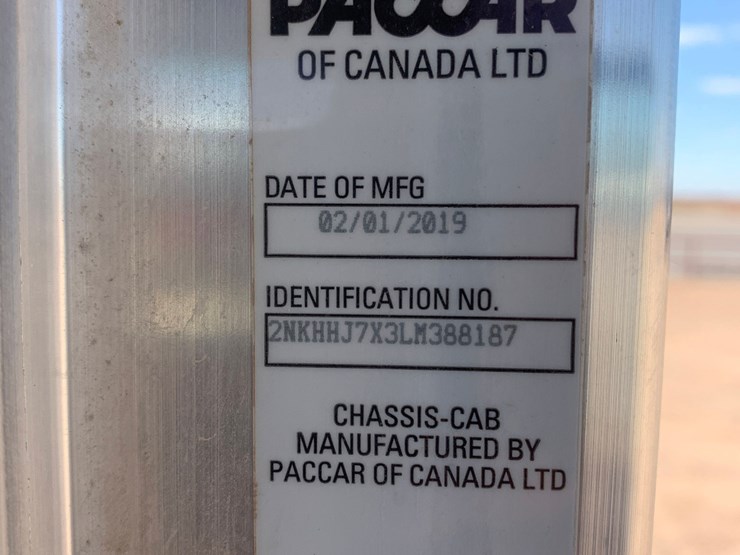 PACCAR
OF CANADA LTD
DATE OF MFG
02/01/2019
IDENTIFICATION NO.
2NKHHJ7X3LM388187
CHASSIS-CAB
MANUFACTURED BY
PACCAR OF CANADA LTD